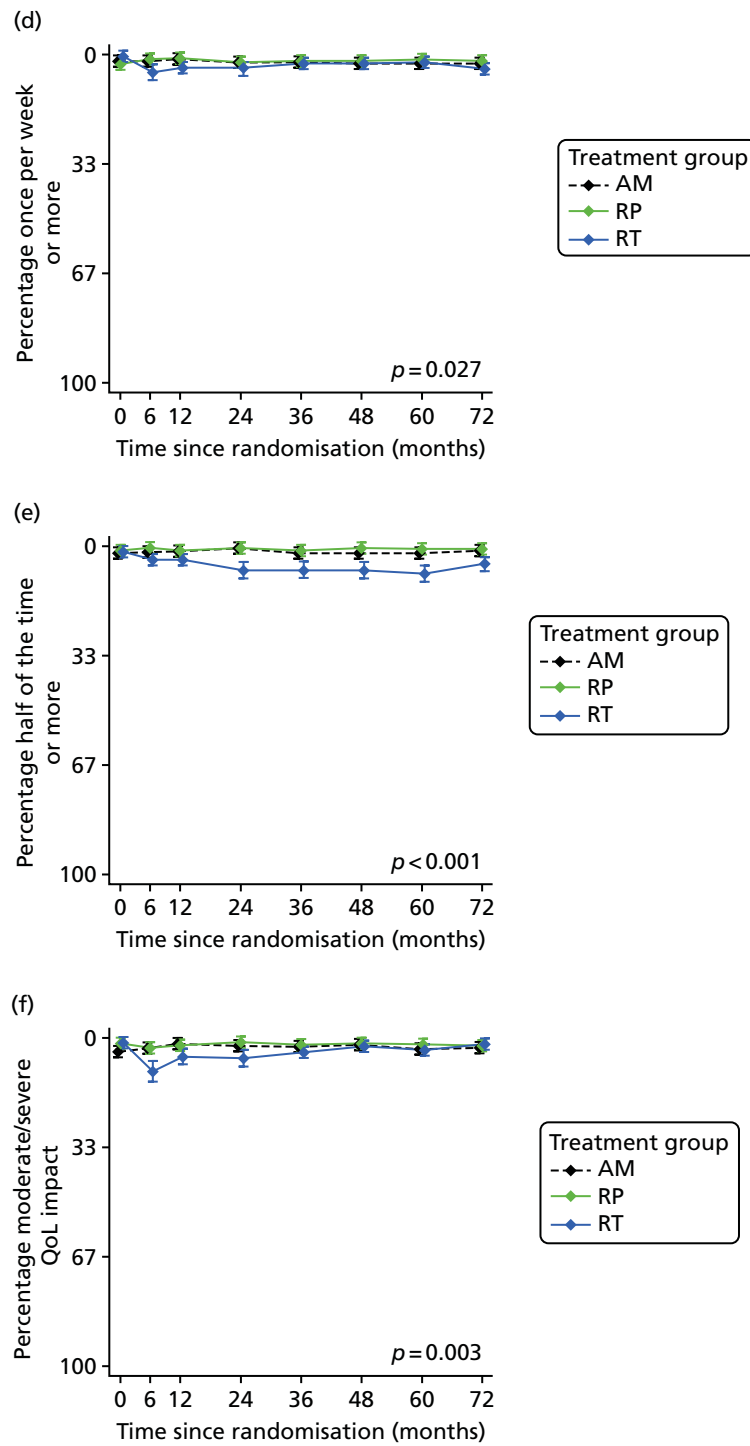 (d)
Percentage once per week
or more
0
33
67
100
p = 0.027
0 6 12 24 36 48 60 72
Time since randomisation (months)
Treatment group
AM
RP
RT
(e)
Percentage half of the time
or more
0
33
67
100
p < 0.001
0 6 12 24 36 48 60 72
Time since randomisation (months)
Treatment group
AM
RP
RT
(f)
Percentage moderate/severe
QoL impact
0
33
67
100
p = 0.003
0 6 12 24 36 48 60 72
Time since randomisation (months)
Treatment group
AM
RP
RT